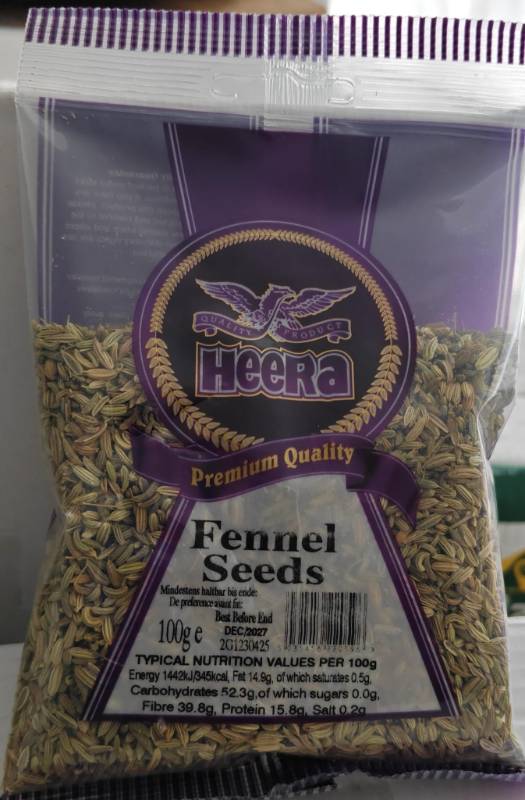 QUALITY PRODUCT
HEERa
Premium Quality
Fennel
Seeds
Mindestens haltbar bis ende:
De preference avant fin:
Best Before End
100g e DEC/2027
2G1230425
TYPICAL NUTRITION VALUES PER 100g
Energy 1442kJ/345kcal, Fat 14.9g, of which saturates 0.5g,
Carbohydrates 52.3g,of which sugars 0.0g,
Fibre 39.8g, Protein 15.8g, Salt 0.2g